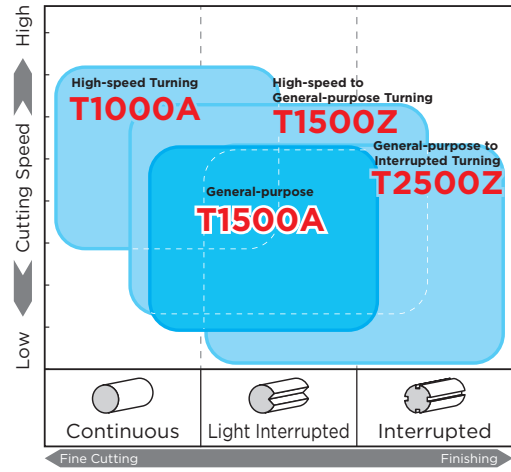 High
Cutting Speed
Low
High-speed Turning
T1000A
High-speed to
General-purpose Turning
T1500Z
General-purpose to
Interrupted Turning
T2500Z
General-purpose
T1500A
Continuous
Light Interrupted
Interrupted
Fine Cutting
Finishing